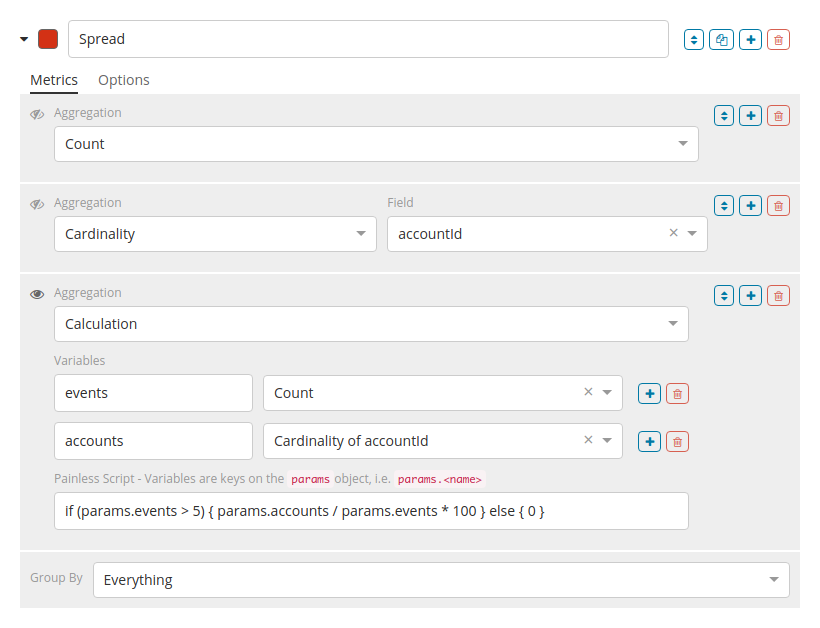 Spread
Metrics Options
Aggregation
Count
Aggregation Field
Cardinality accountId
Aggregation
Calculation
Variables
events Count
accounts Cardinality of accountId
Painless Script - Variables are keys on the params object, i.e. params.<name>
if (params.events > 5) { params.accounts / params.events * 100 } else { 0 }
Group By Everything